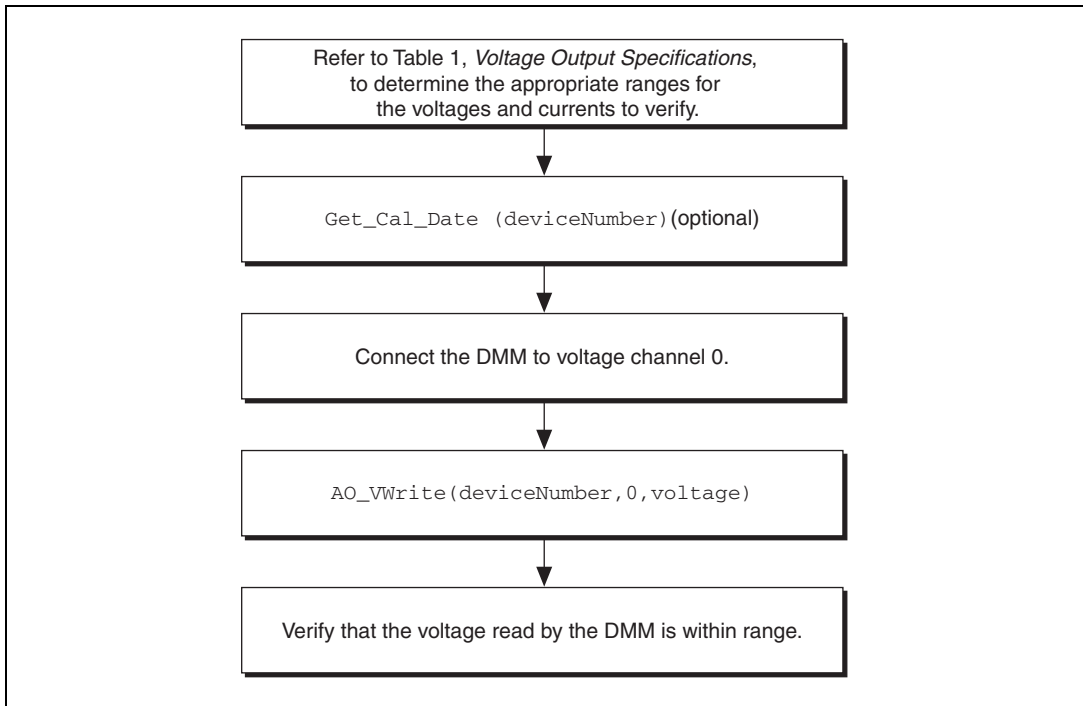 Refer to Table 1, Voltage Output Specifications,
to determine the appropriate ranges for
the voltages and currents to verify.
Get_Cal_Date (deviceNumber)(optional)
Connect the DMM to voltage channel 0.
AO_VWrite(deviceNumber,0,voltage)
Verify that the voltage read by the DMM is within range.